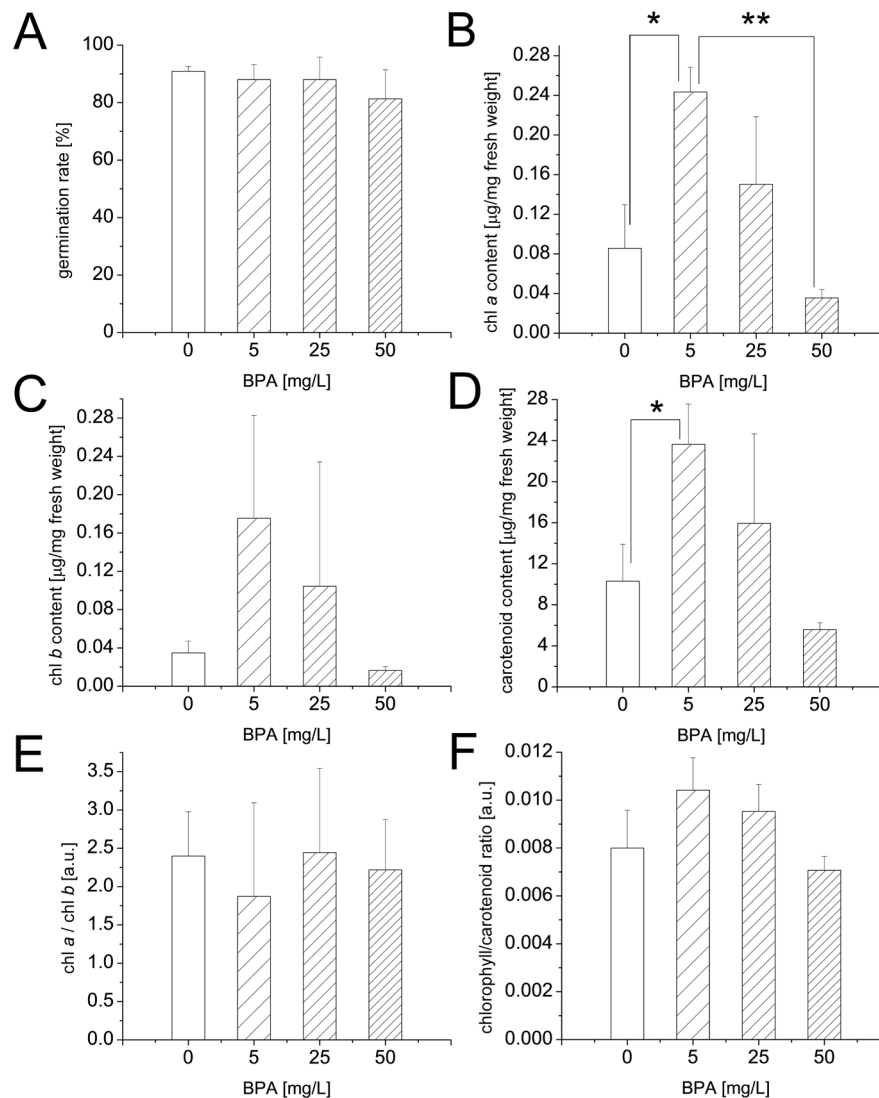 A
100
80
60
40
20
0
germination rate [%]
0 5 25 50
BPA [mg/L]
B
* **
0.28
0.24
0.20
0.16
0.12
0.08
0.04
0.00
chl a content [µg/mg fresh weight]
0 5 25 50
BPA [mg/L]
C
0.28
0.24
0.20
0.16
0.12
0.08
0.04
0.00
chl b content [µg/mg fresh weight]
0 5 25 50
BPA [mg/L]
D
*
28
24
20
16
12
8
4
0
carotenoid content [µg/mg fresh weight]
0 5 25 50
BPA [mg/L]
E
3.5
3.0
2.5
2.0
1.5
1.0
0.5
0.0
chl a / chl b [a.u.]
0 5 25 50
BPA [mg/L]
F
0.012
0.010
0.008
0.006
0.004
0.002
0.000
chlorophyll/carotenoid ratio [a.u.]
0 5 25 50
BPA [mg/L]